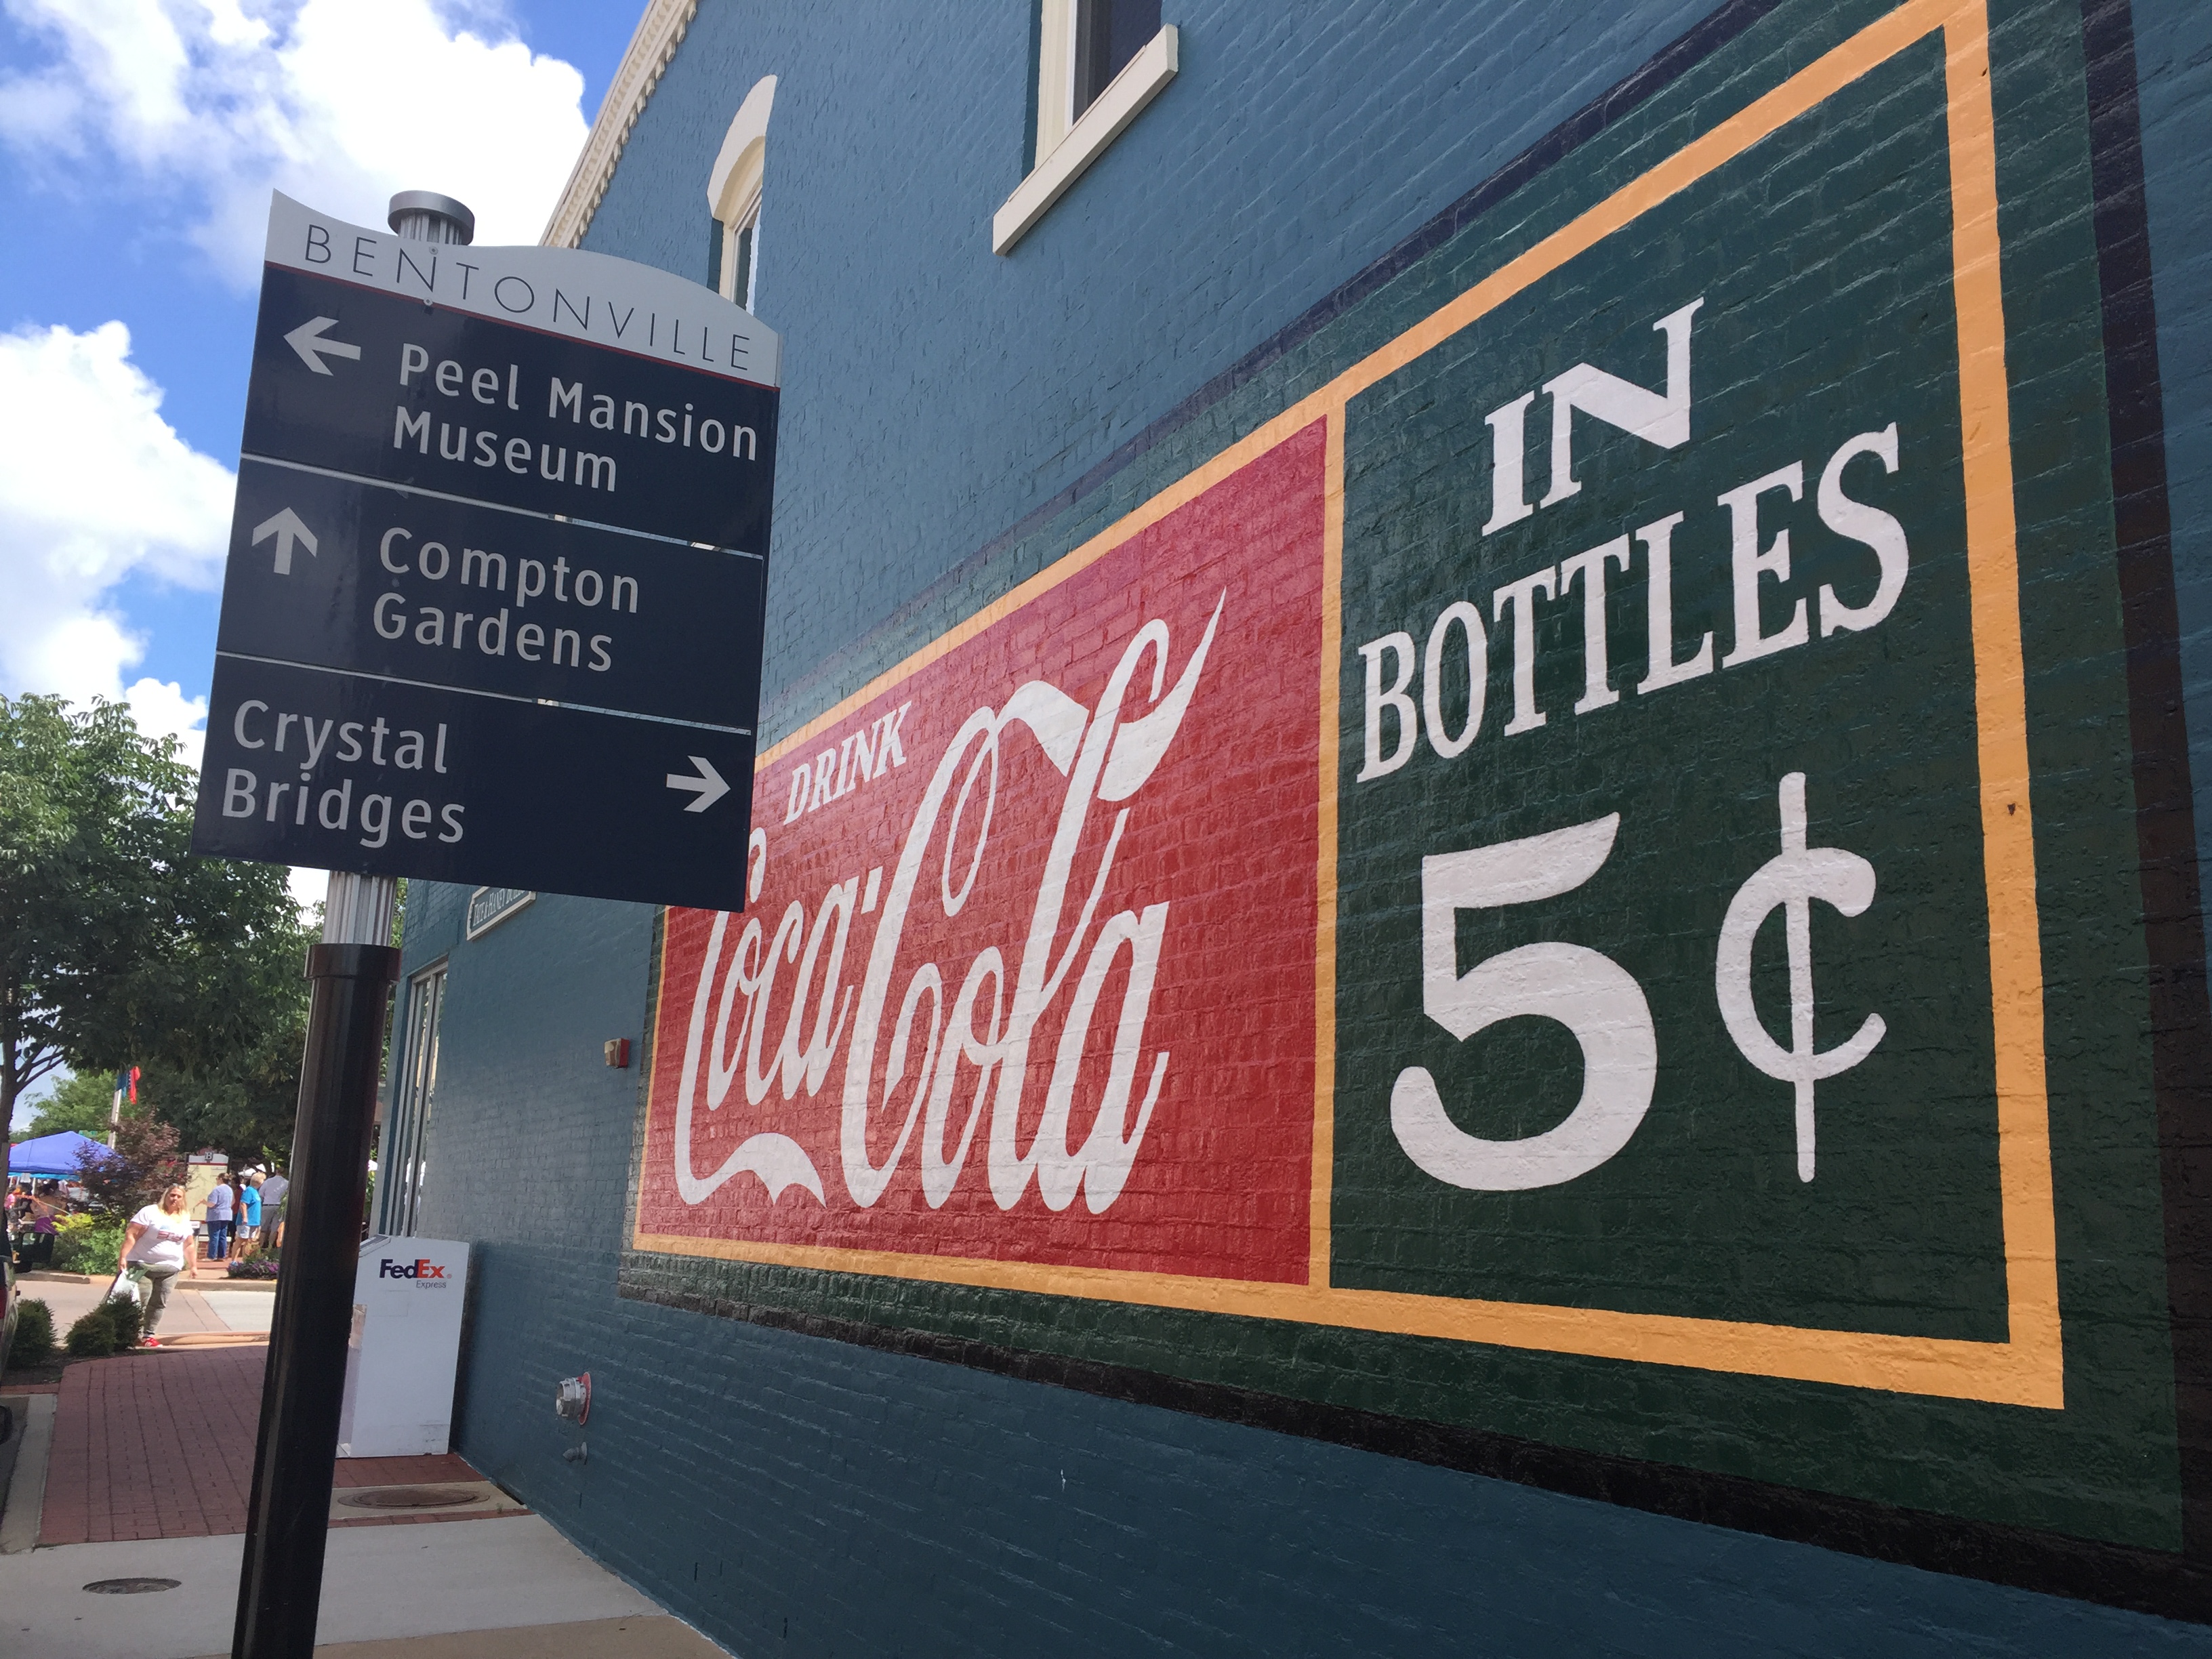 BENTONVILLE
Peel Mansion
Museum
Compton
Gardens
Crystal
Bridges
DRINK
Coca-Cola
IN
BOTTLES
5¢
FedEx
Express